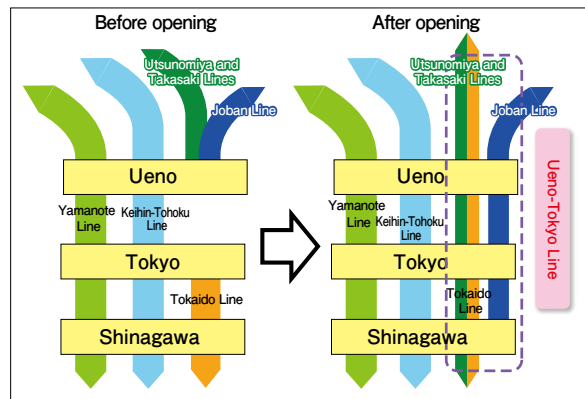 Before opening
Utsunomiya and
Takasaki Lines
Joban Line
Ueno
Yamanote
Line
Keihin-Tohoku
Line
Tokyo
Tokaido Line
Shinagawa
After opening
Utsunomiya and
Takasaki Lines
Joban Line
Ueno
Yamanote
Line
Keihin-Tohoku
Line
Tokyo
Tokaido
Line
Shinagawa
Ueno-Tokyo Line